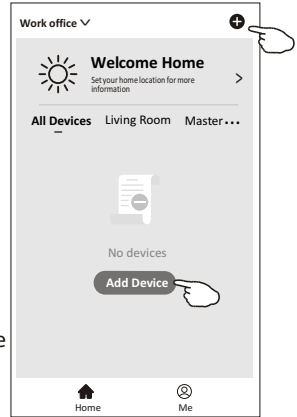 Work office
Welcome Home
Set your home location for more
information
All Devices Living Room Master...
No devices
Add Device
e
Home Me